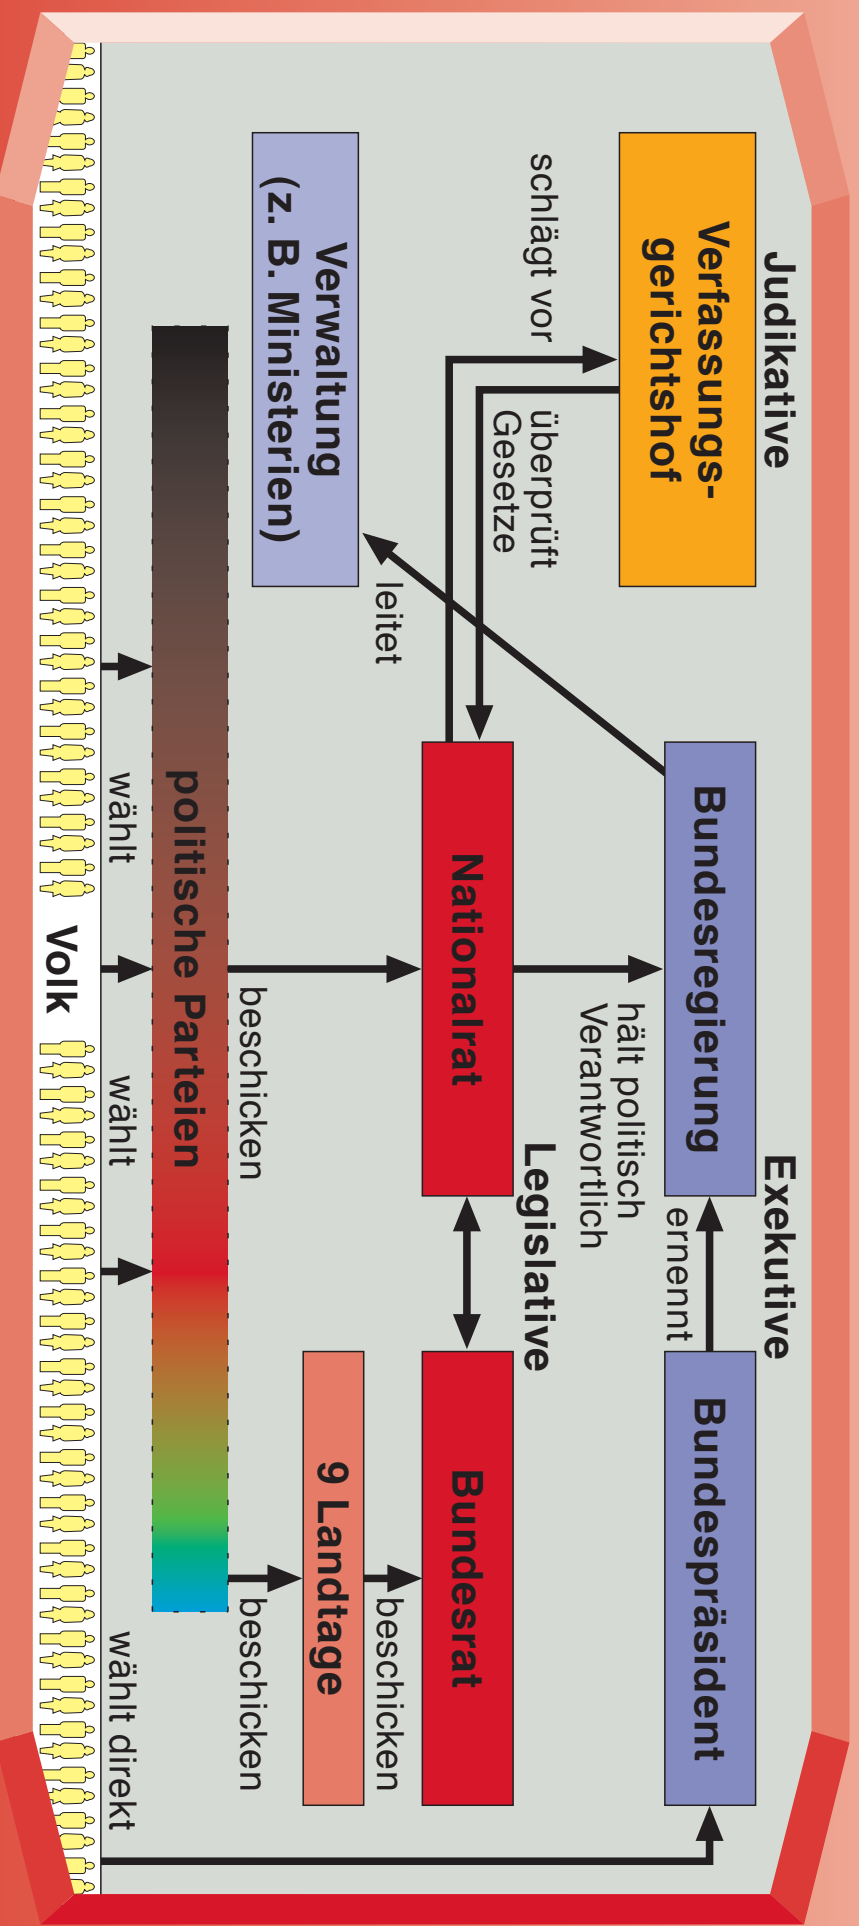 Judikative
Exekutive
Verfassungs-
gerichtshof
Bundesregierung
ernennt
Bundespräsident
schlägt vor
überprüft
Gesetze
hält politisch
Verantwortlich
Legislative
leitet
Nationalrat
Bundesrat
Verwaltung
(z. B. Ministerien)
beschicken
9 Landtage
beschicken
beschicken
politische Parteien
wählt
wählt
wählt direkt
Volk